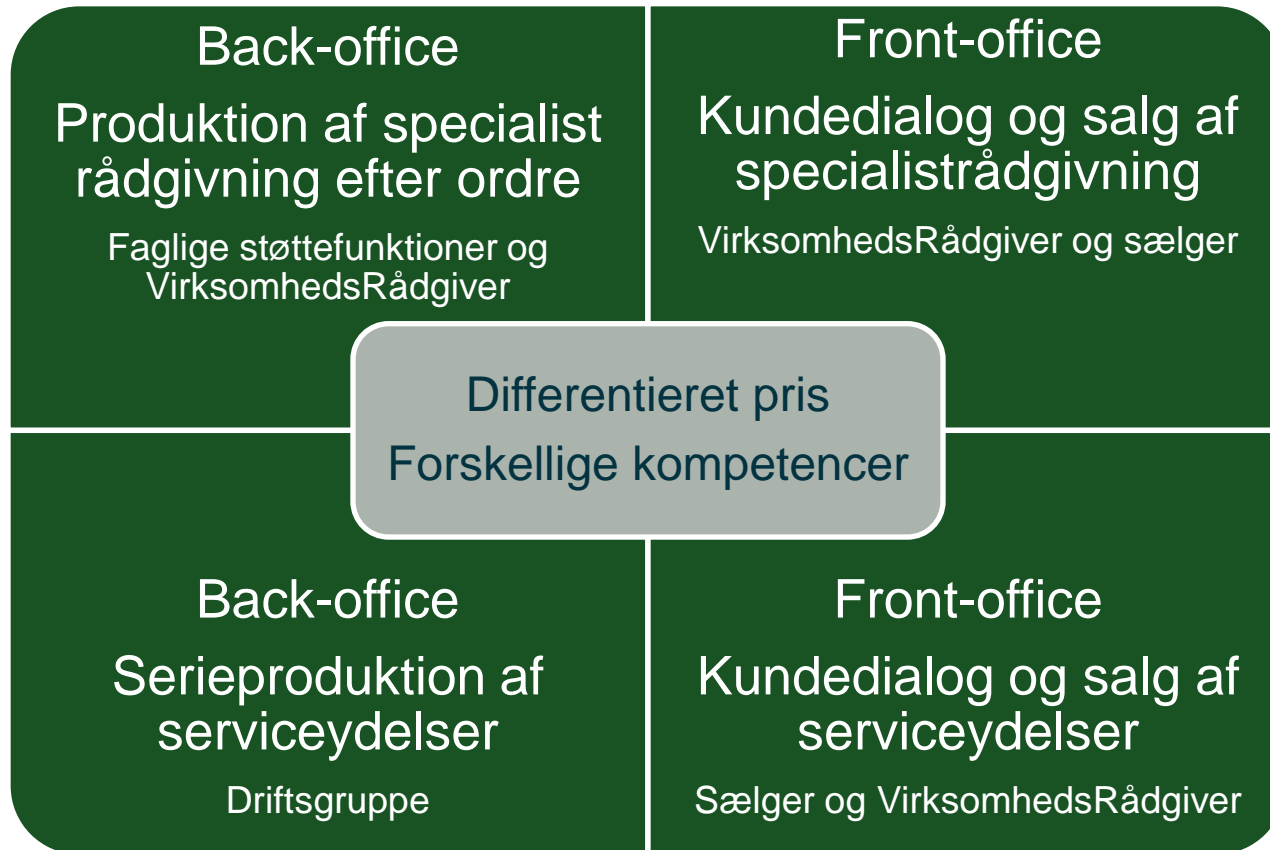 Back-office
Produktion af specialist
rådgivning efter ordre
Faglige støttefunktioner og
VirksomhedsRådgiver
Front-office
Kundedialog og salg af
specialistrådgivning
VirksomhedsRådgiver og sælger
Differentieret pris
Forskellige kompetencer
Back-office
Serieproduktion af
serviceydelser
Driftsgruppe
Front-office
Kundedialog og salg af
serviceydelser
Sælger og VirksomhedsRådgiver